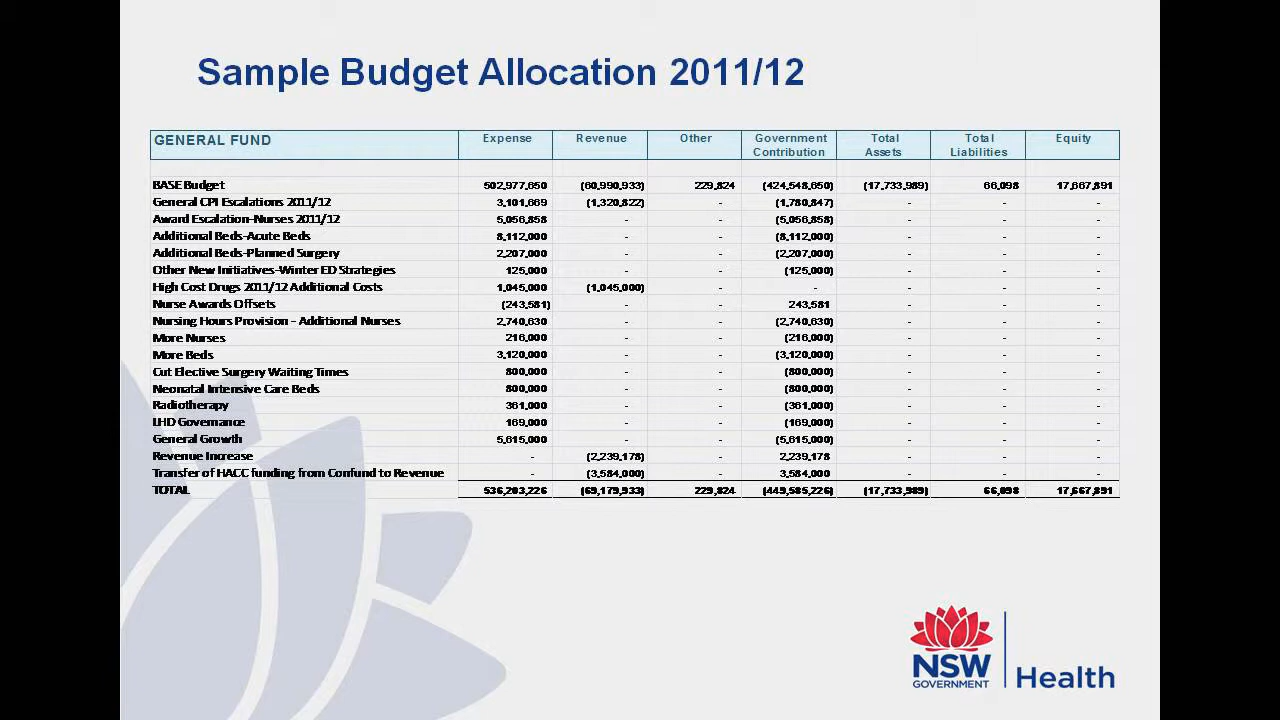 Sample Budget Allocation 2011/12
GENERAL FUND Expense Revenue Other Government Contribution Total Assets Total Liabilities Equity
BASE Budget 502,977,650 (60,990,933) 229,824 (424,548,650) (17,733,989) 66,098 17,667,891
General CPI Escalations 2011/12 3,101,669 (1,320,822) - (1,780,847) - - -
Award Escalation-Nurses 2011/12 5,056,858 - - (5,056,858) - - -
Additional Beds-Acute Beds 8,112,000 - - (8,112,000) - - -
Additional Beds-Planned Surgery 2,207,000 - - (2,207,000) - - -
Other New Initiatives-Winter ED Strategies 125,000 - - (125,000) - - -
High Cost Drugs 2011/12 Additional Costs 1,045,000 (1,045,000) - - - - -
Nurse Awards Offsets (243,581) - - 243,581 - - -
Nursing Hours Provision - Additional Nurses 2,740,630 - - (2,740,630) - - -
More Nurses 216,000 - - (216,000) - - -
More Beds 3,120,000 - - (3,120,000) - - -
Cut Elective Surgery Waiting Times 800,000 - - (800,000) - - -
Neonatal Intensive Care Beds 800,000 - - (800,000) - - -
Radiotherapy 361,000 - - (361,000) - - -
LHD Governance 169,000 - - (169,000) - - -
General Growth 5,615,000 - - (5,615,000) - - -
Revenue Increase - (2,239,178) - 2,239,178 - - -
Transfer of HACC funding from Confund to Revenue - (3,584,000) - 3,584,000 - - -
TOTAL 536,203,226 (69,179,933) 229,824 (449,585,226) (17,733,989) 66,098 17,667,891
NSW
GOVERNMENT
Health